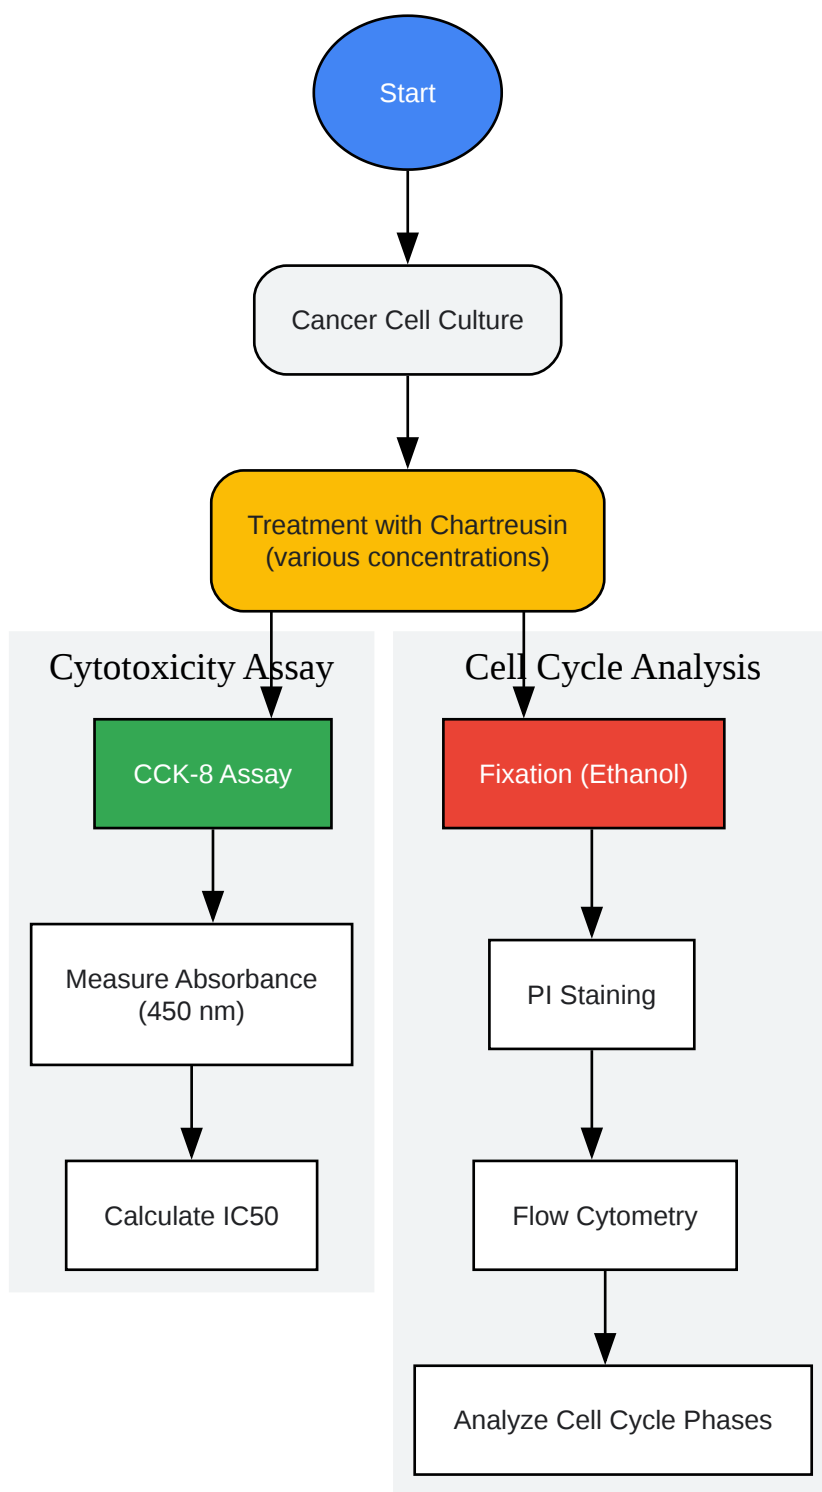 Start
Cancer Cell Culture
Treatment with Chartreusin
(various concentrations)
Cytotoxicity Assay
CCK-8 Assay
Measure Absorbance
(450 nm)
Calculate IC50
Cell Cycle Analysis
Fixation (Ethanol)
PI Staining
Flow Cytometry
Analyze Cell Cycle Phases